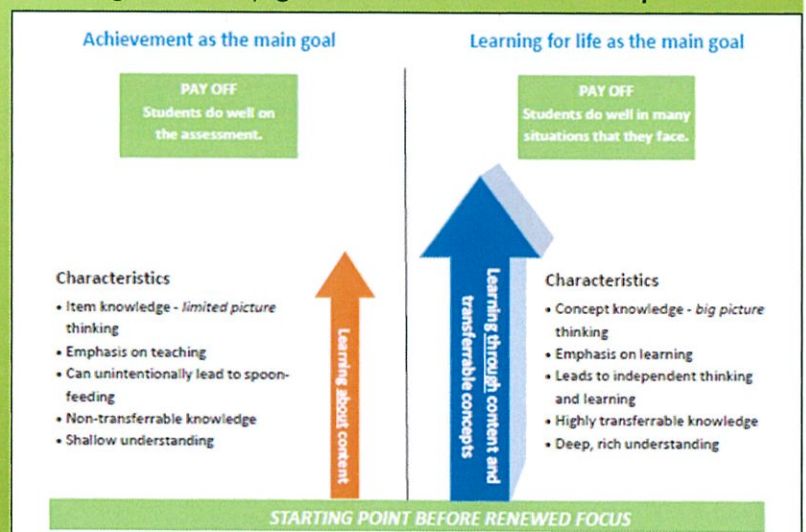 Achievement as the main goal
PAY OFF
Students do well on
the assessment.
Characteristics
• Item knowledge - limited picture
thinking
• Emphasis on teaching
• Can unintentionally lead to spoon-
feeding
• Non-transferrable knowledge
• Shallow understanding
Learning about content
Learning for life as the main goal
PAY OFF
Students do well in many
situations that they face.
Learning through content and
transferrable concepts
Characteristics
• Concept knowledge - big picture
thinking
• Emphasis on learning
• Leads to independent thinking
and learning
• Highly transferrable knowledge
• Deep, rich understanding
STARTING POINT BEFORE RENEWED FOCUS